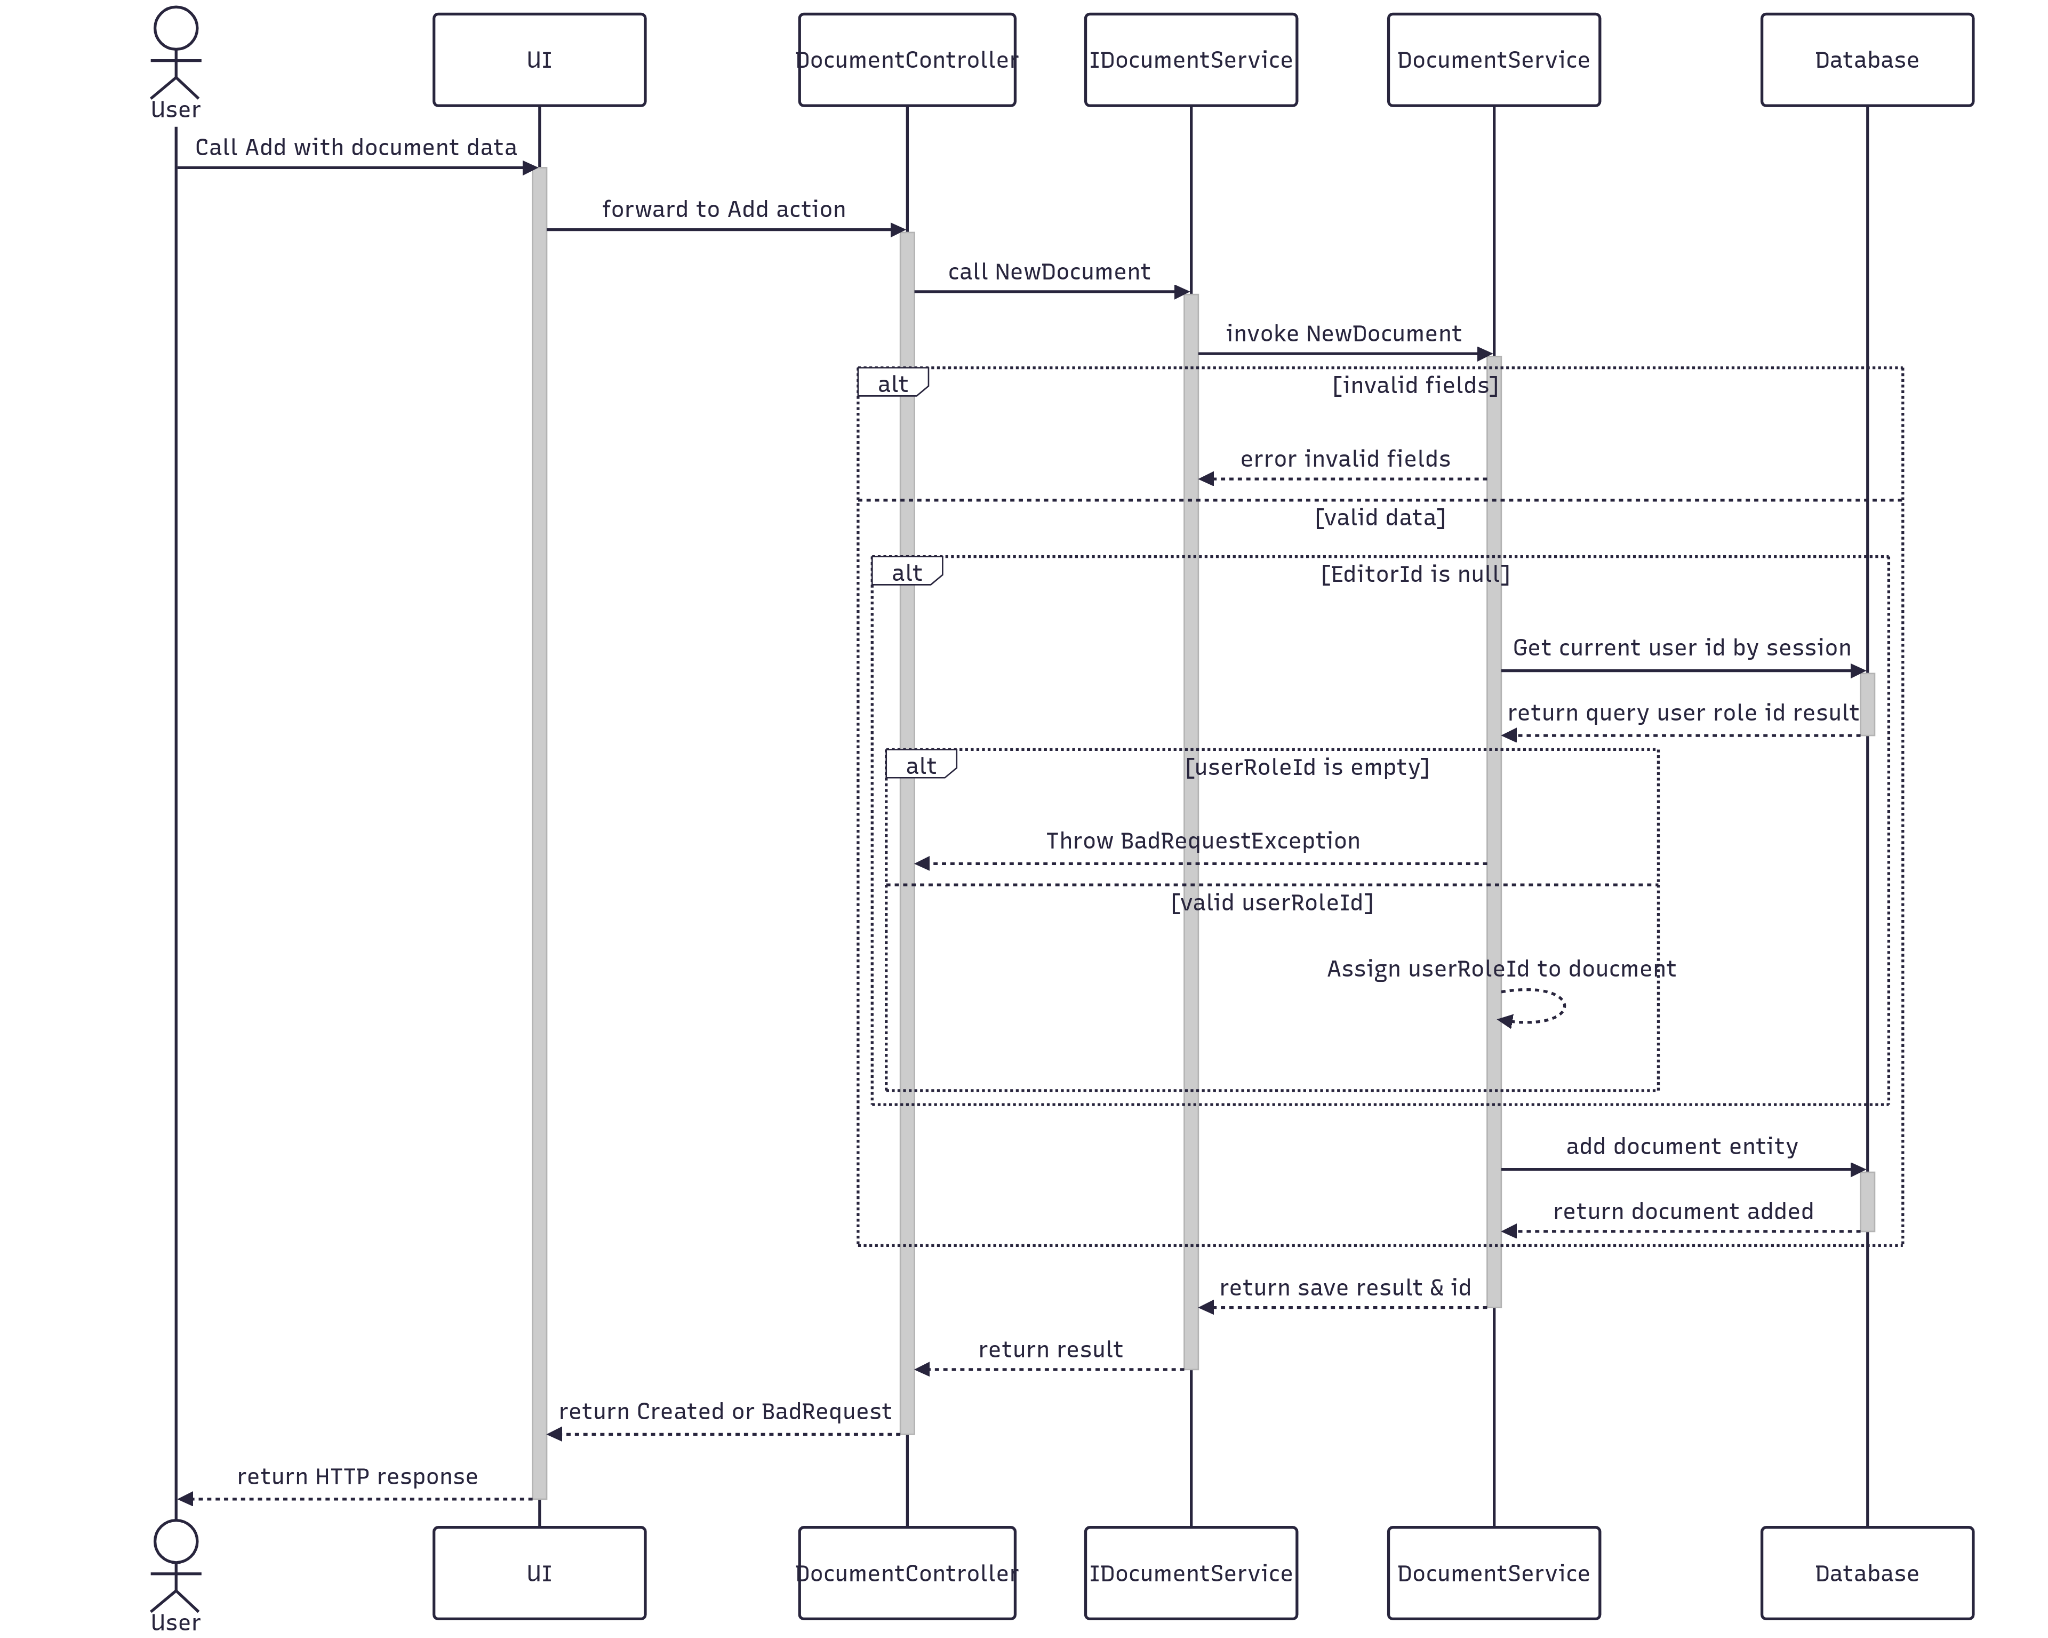 User
UI
DocumentController
IDocumentService
DocumentService
Database
Call Add with document data
forward to Add action
call NewDocument
invoke NewDocument
alt
[invalid fields]
error invalid fields
[valid data]
alt
[EditorId is null]
Get current user id by session
return query user role id result
alt
[userRoleId is empty]
Throw BadRequestException
[valid userRoleId]
Assign userRoleId to doucment
add document entity
return document added
return save result & id
return result
return Created or BadRequest
return HTTP response
User
UI
DocumentController
IDocumentService
DocumentService
Database